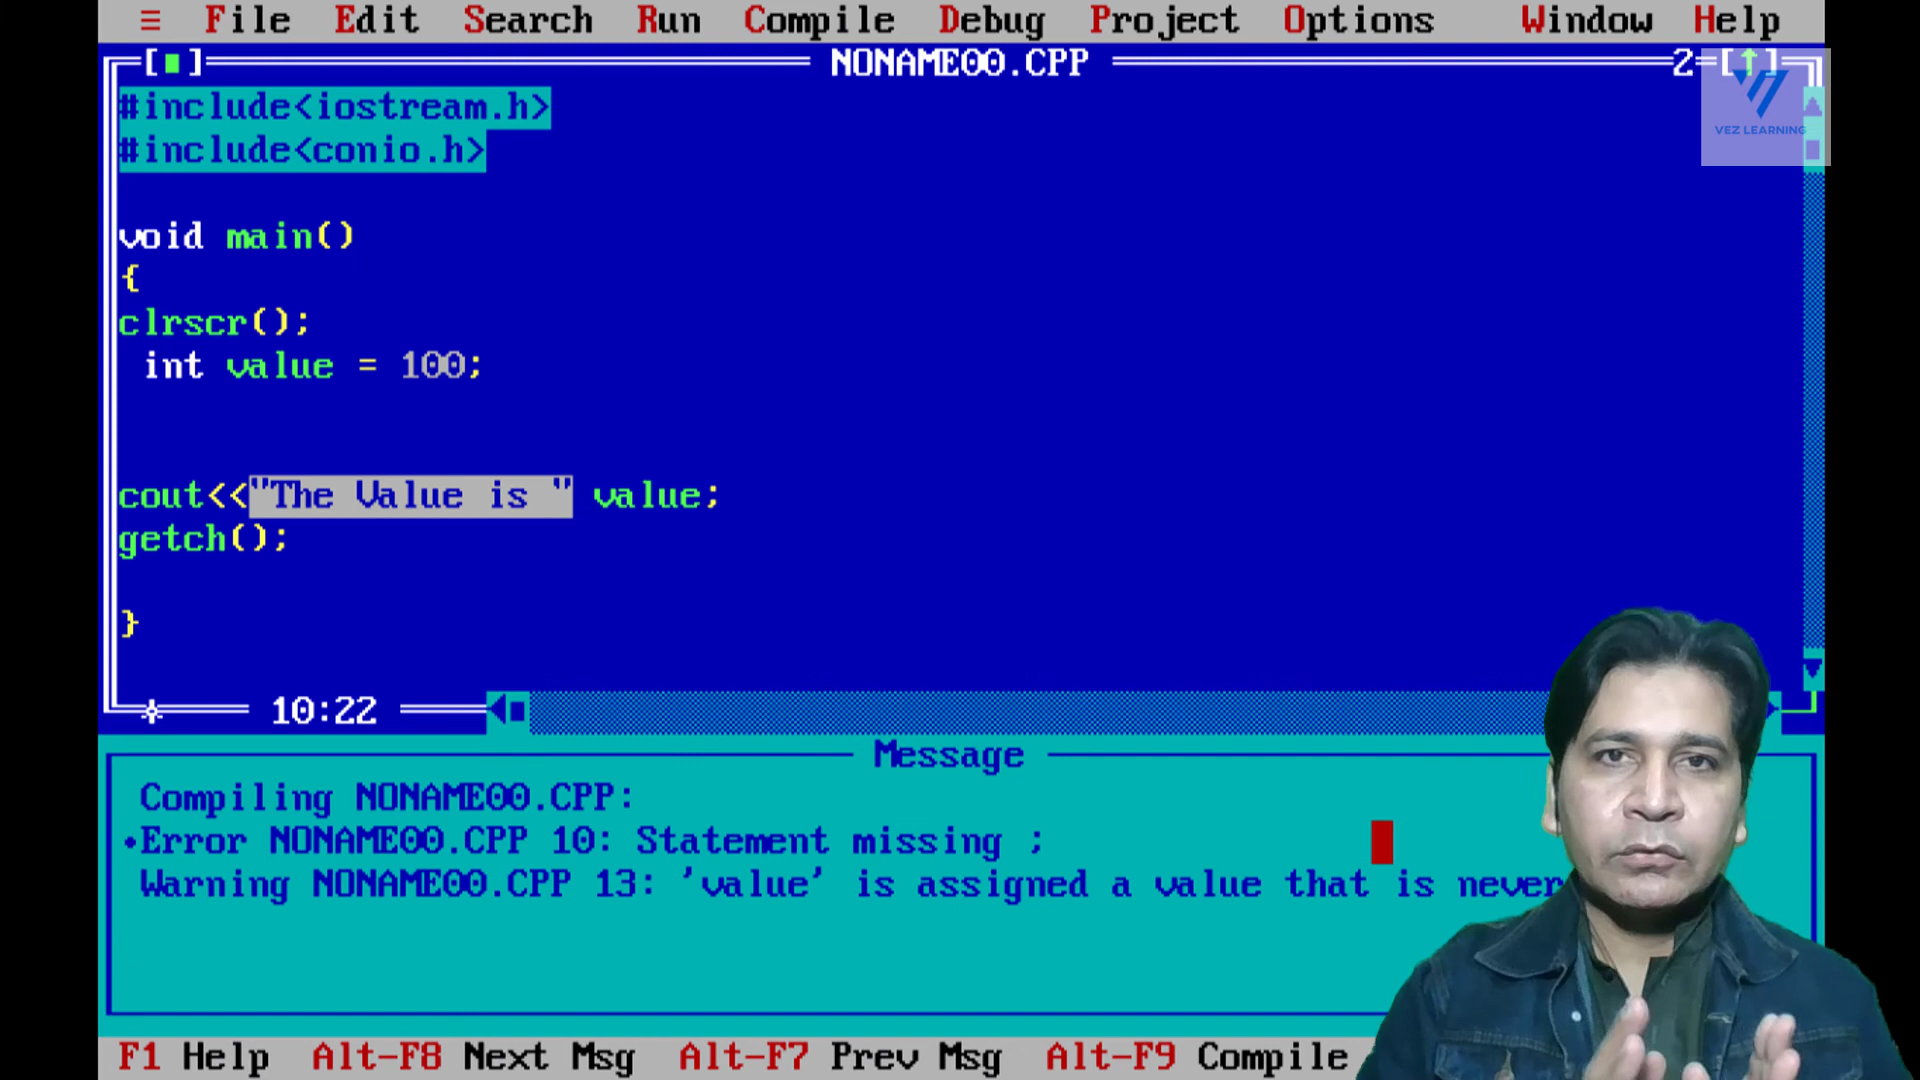 ≡ File Edit Search Run Compile Debug Project Options Window Help
[■] NONAME00.CPP 2=[↑]
VEZ LEARNING
#include<iostream.h>
#include<conio.h>
void main()
{
clrscr();
int value = 100;
cout<<"The Value is " value;
getch();
}
10:22
Message
Compiling NONAME00.CPP:
•Error NONAME00.CPP 10: Statement missing ;
Warning NONAME00.CPP 13: 'value' is assigned a value that is never
F1 Help Alt-F8 Next Msg Alt-F7 Prev Msg Alt-F9 Compile